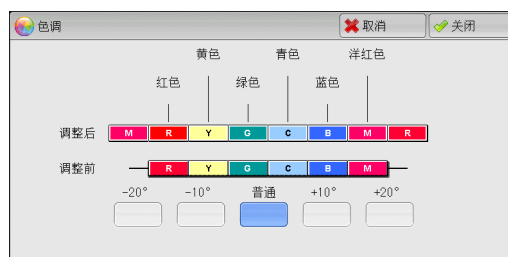 色调
取消
关闭
黄色 青色 洋红色
红色 绿色 蓝色
调整后 M R Y G C B M R
调整前 R Y G C B M
-20° -10° 普通 +10° +20°